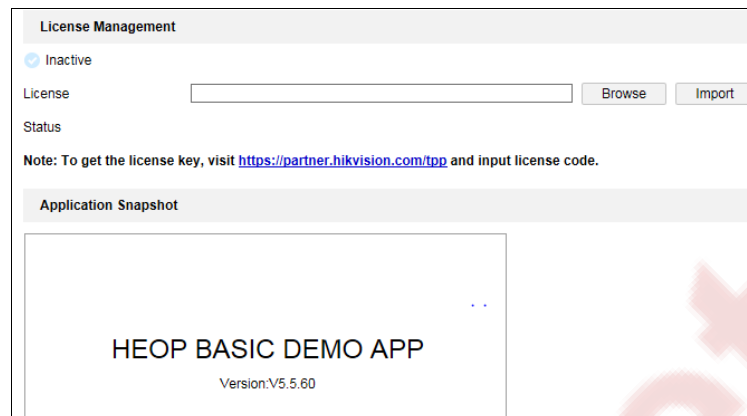 License Management
Inactive
License Browse Import
Status
Note: To get the license key, visit https://partner.hikvision.com/tpp and input license code.
Application Snapshot
HEOP BASIC DEMO APP
Version:V5.5.60